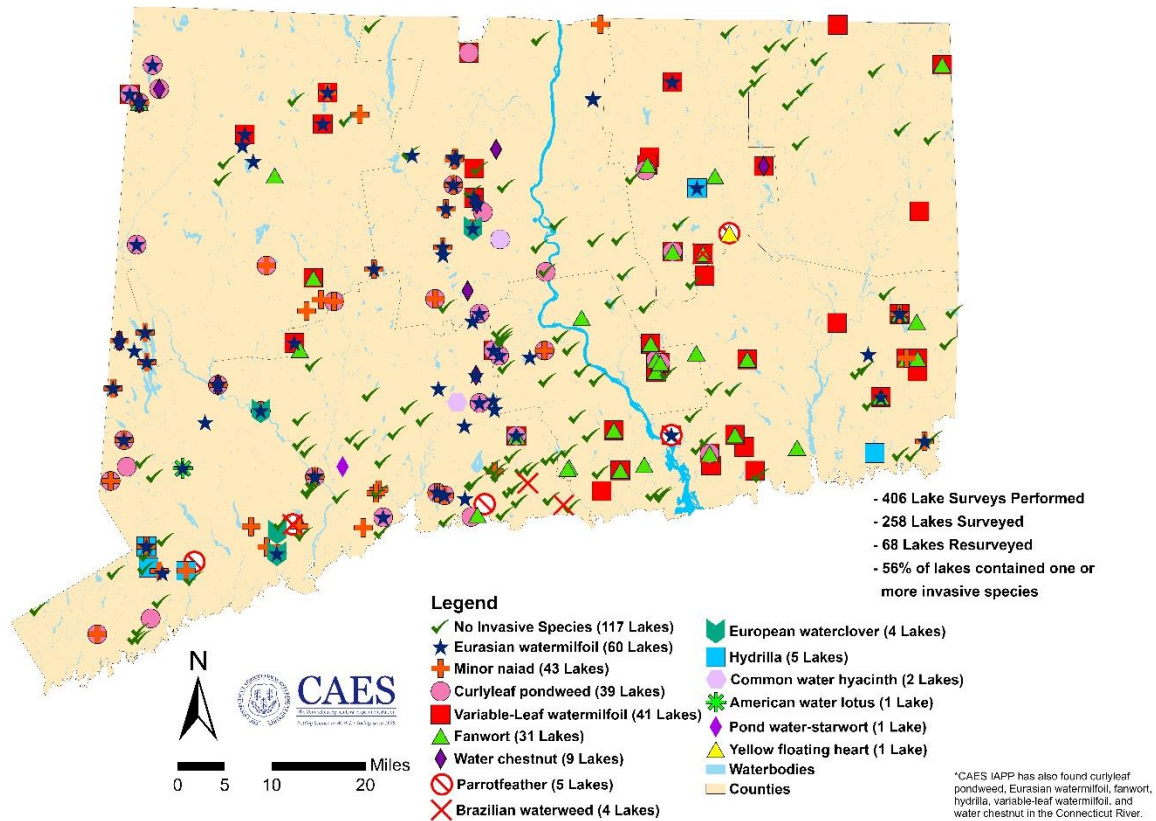 - 406 Lake Surveys Performed
- 258 Lakes Surveyed
- 68 Lakes Resurveyed
- 56% of lakes contained one or
more invasive species
Legend
No Invasive Species (117 Lakes)
Eurasian watermilfoil (60 Lakes)
Minor naiad (43 Lakes)
Curlyleaf pondweed (39 Lakes)
Variable-Leaf watermilfoil (41 Lakes)
Fanwort (31 Lakes)
Water chestnut (9 Lakes)
Parrotfeather (5 Lakes)
Brazilian waterweed (4 Lakes)
European waterclover (4 Lakes)
Hydrilla (5 Lakes)
Common water hyacinth (2 Lakes)
American water lotus (1 Lake)
Pond water-starwort (1 Lake)
Yellow floating heart (1 Lake)
Waterbodies
Counties
N
CAES
0 5 10 20 Miles
*CAES IAPP has also found curlyleaf
pondweed, Eurasian watermilfoil, fanwort,
hydrilla, variable-leaf watermilfoil, and
water chestnut in the Connecticut River.